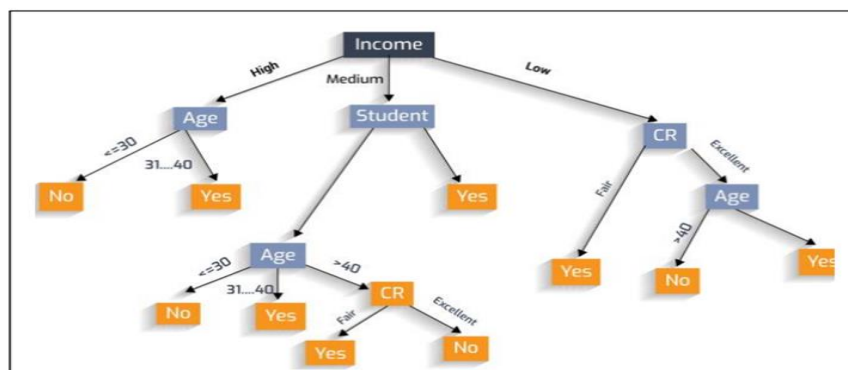 Income
High
Medium
Low
Age
Student
CR
<=30
31....40
Fair
Excellent
No
Yes
Yes
Age
Age
>40
<=30
31....40
>40
CR
Yes
No
Yes
No
Yes
Fair
Excellent
Yes
No